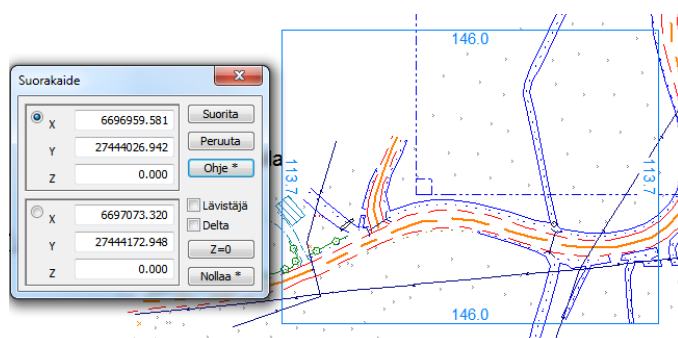 146.0
Suorakaide
X 6696959.581 Suorita
Y 27444026.942 Peruuta
Z 0.000 Ohje *
la
113.7
113.7
X 6697073.320 Lävistäjä
Delta
Y 27444172.948 Z=0
Z 0.000 Nollaa *
146.0